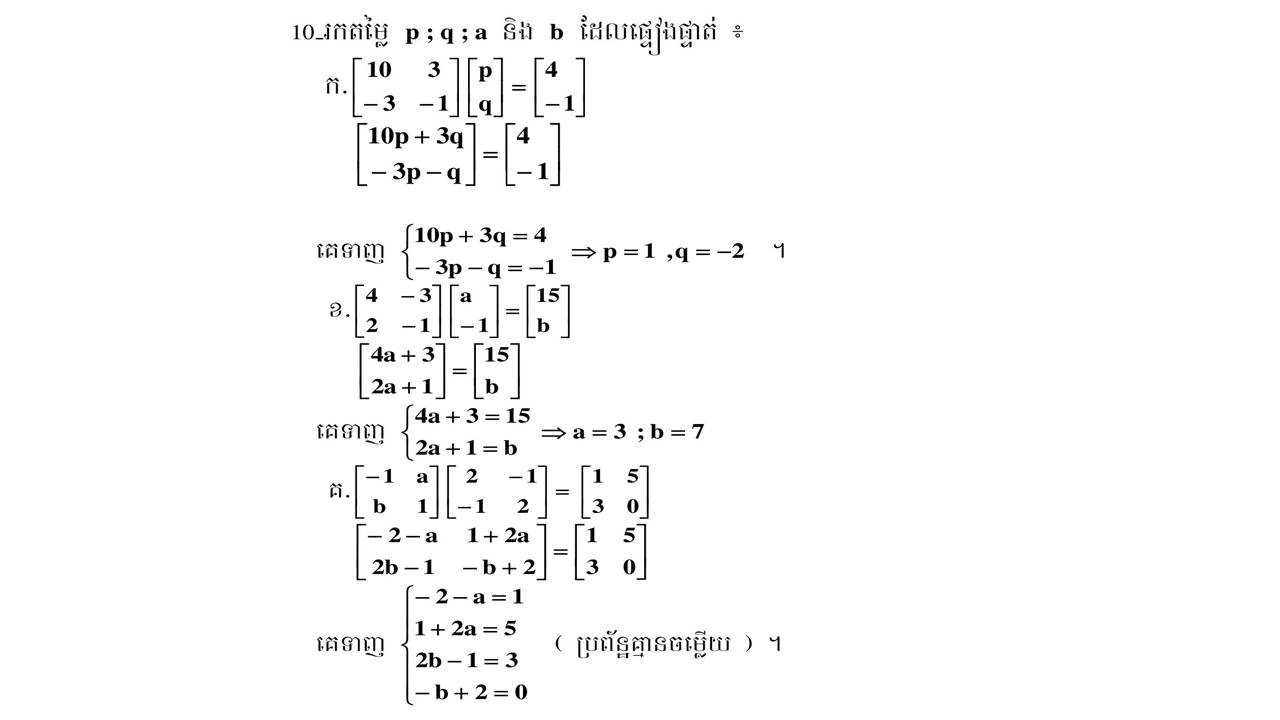 10_រកតម្លៃ p ; q ; a និង b ដែលផ្ទៀងផ្ទាត់ ៖
ក. [10 3 −3 −1] [p q] = [4 −1]
[10p + 3q −3p − q] = [4 −1]
គេទាញ {10p + 3q = 4 −3p − q = −1 ⇒ p = 1 , q = −2 ។
ខ. [4 −3 2 −1] [a −1] = [15 b]
[4a + 3 2a + 1] = [15 b]
គេទាញ {4a + 3 = 15 2a + 1 = b ⇒ a = 3 ; b = 7
គ. [−1 a b 1] [2 −1 −1 2] = [1 5 3 0]
[−2 − a 1 + 2a 2b − 1 −b + 2] = [1 5 3 0]
គេទាញ {−2 − a = 1 1 + 2a = 5 2b − 1 = 3 −b + 2 = 0 ( ប្រព័ន្ឋគ្មានចម្លើយ ) ។